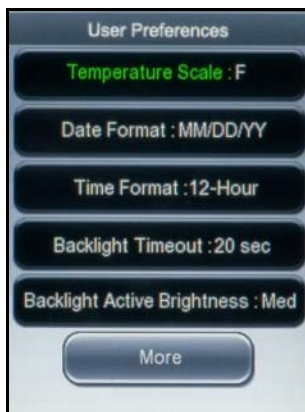 User Preferences
Temperature Scale : F
Date Format : MM/DD/YY
Time Format :12-Hour
Backlight Timeout :20 sec
Backlight Active Brightness : Med
More